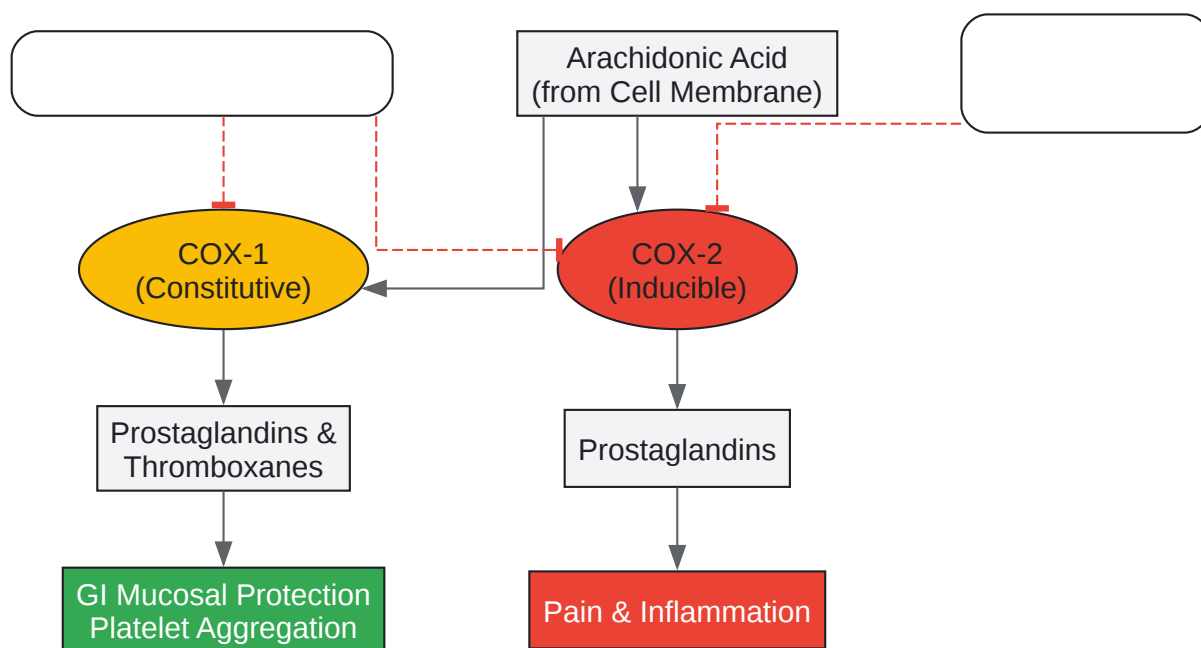 Arachidonic Acid
(from Cell Membrane)
COX-1
(Constitutive)
COX-2
(Inducible)
Prostaglandins &
Thromboxanes
Prostaglandins
GI Mucosal Protection
Platelet Aggregation
Pain & Inflammation